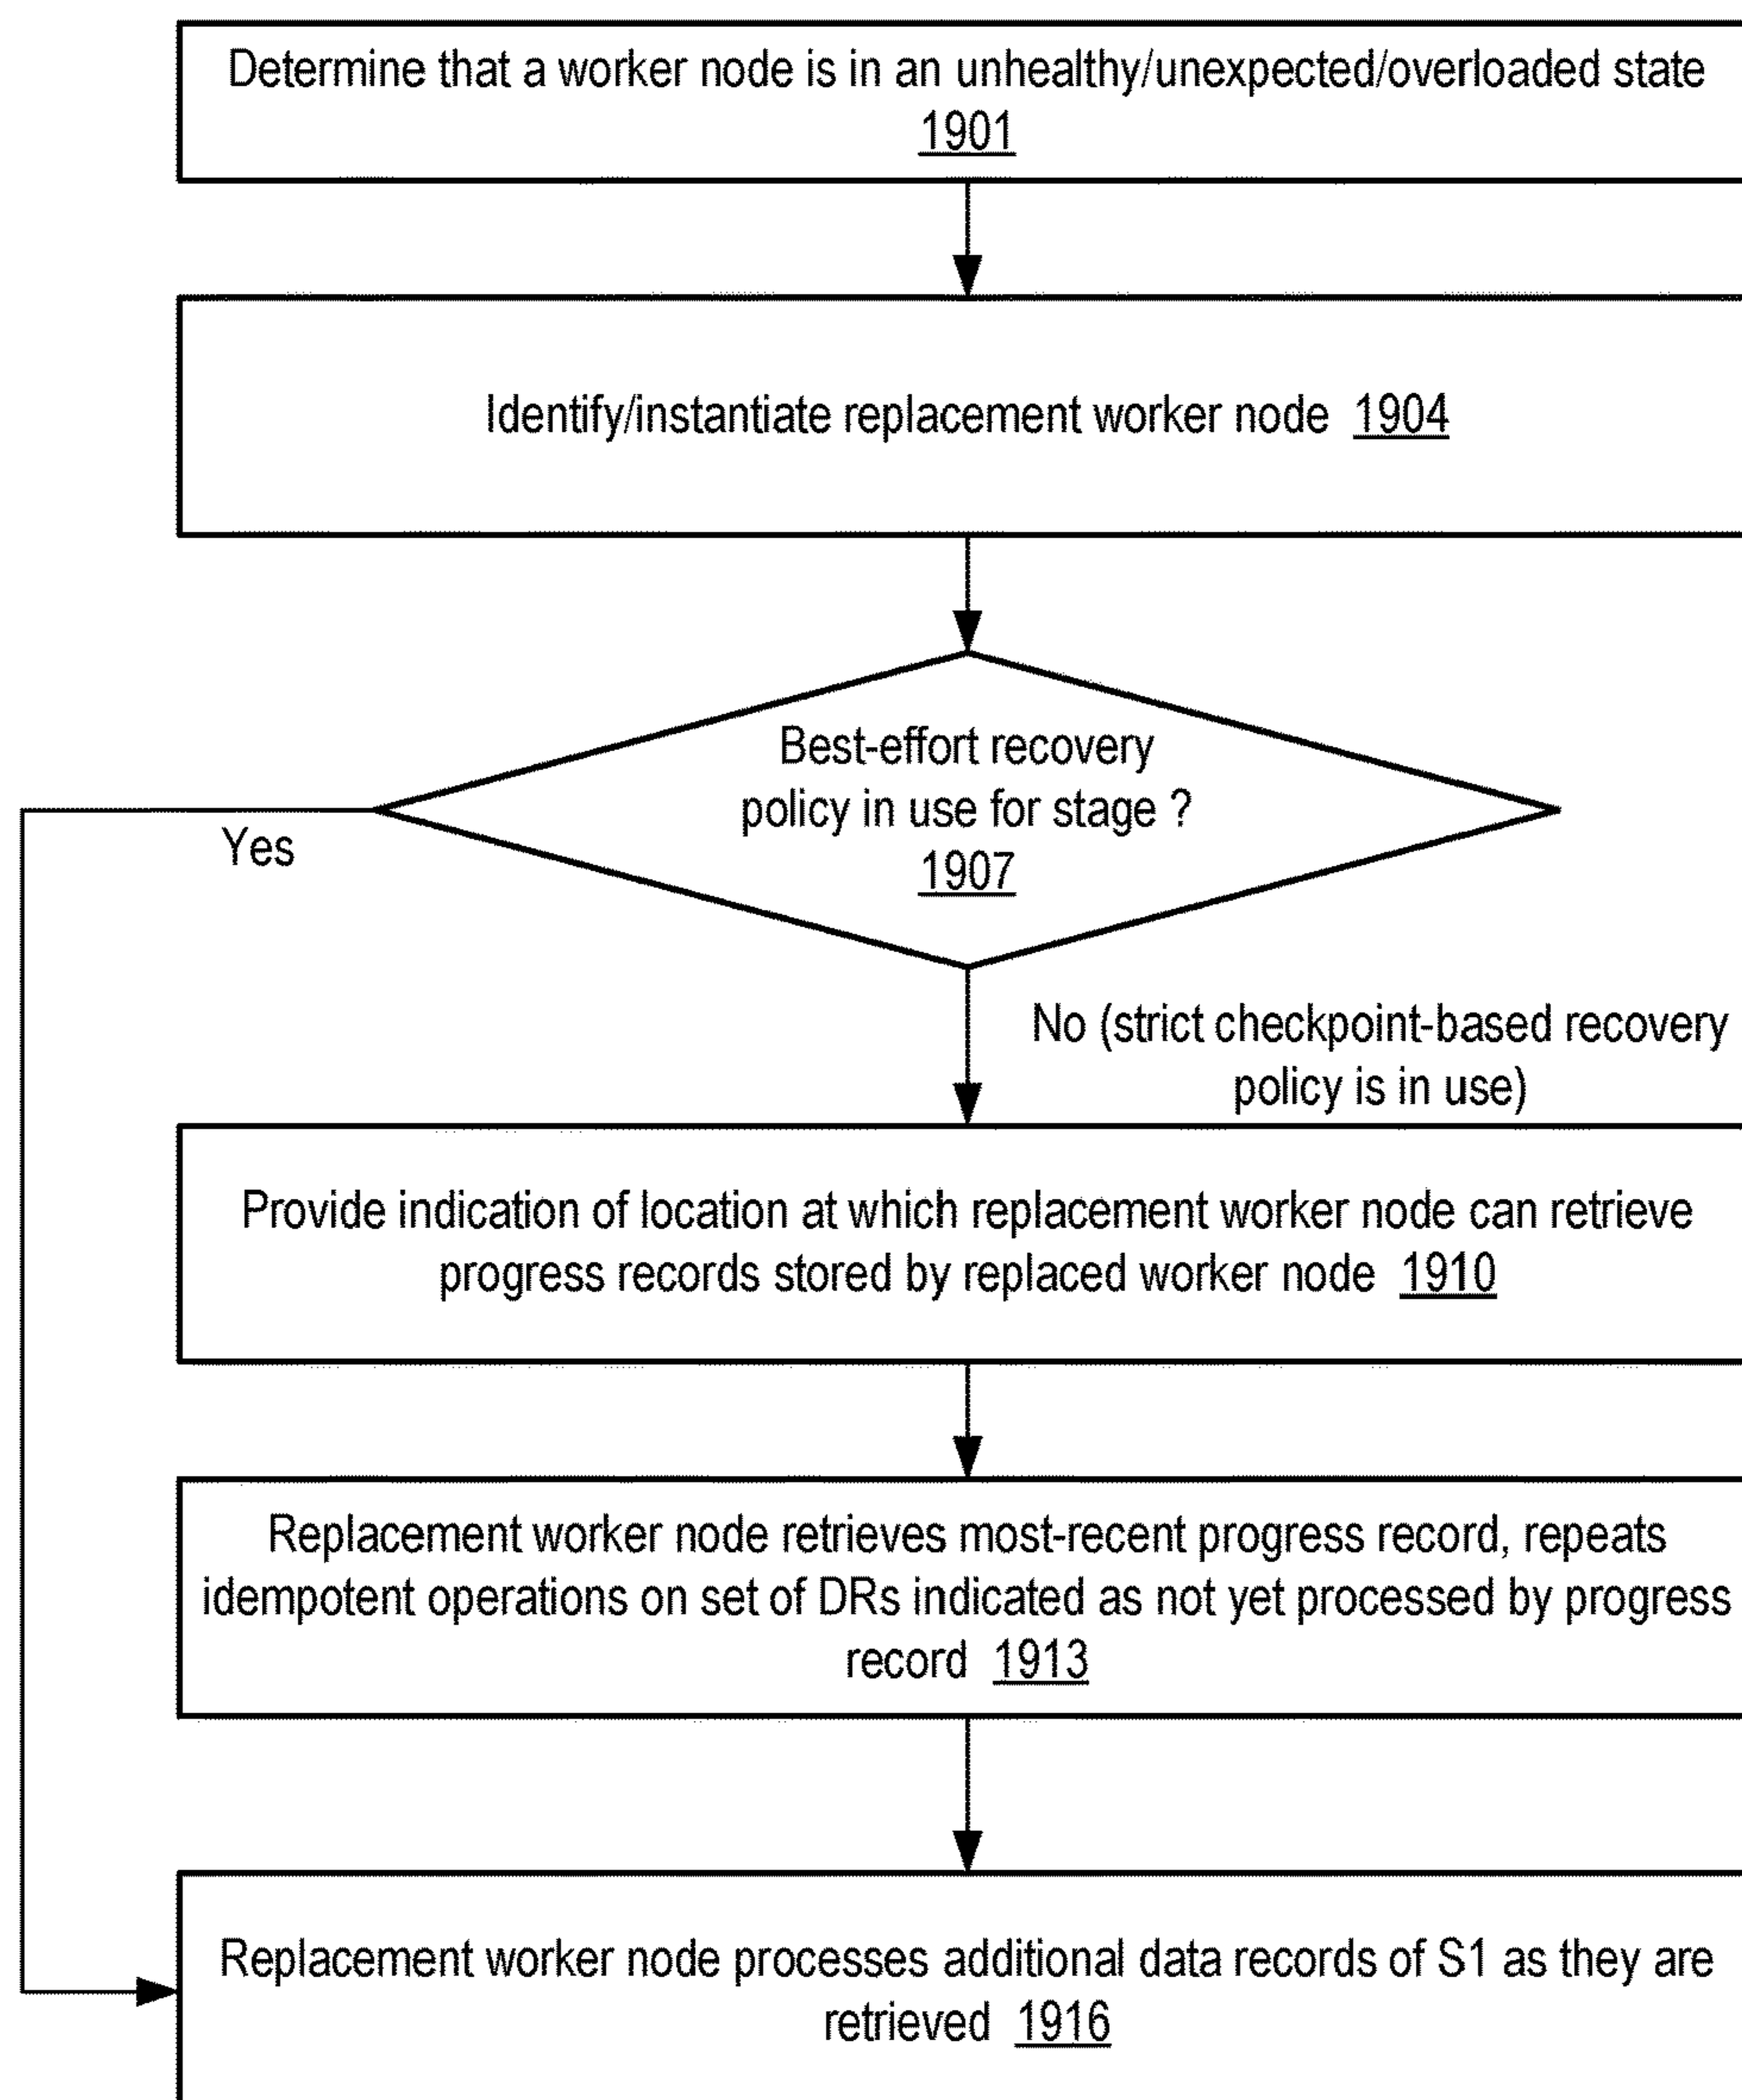 Determine that a worker node is in an unhealthy/unexpected/overloaded state
1901
Identify/instantiate replacement worker node 1904
Best-effort recovery
policy in use for stage ?
1907
Yes
No (strict checkpoint-based recovery
policy is in use)
Provide indication of location at which replacement worker node can retrieve
progress records stored by replaced worker node 1910
Replacement worker node retrieves most-recent progress record, repeats
idempotent operations on set of DRs indicated as not yet processed by progress
record 1913
Replacement worker node processes additional data records of S1 as they are
retrieved 1916